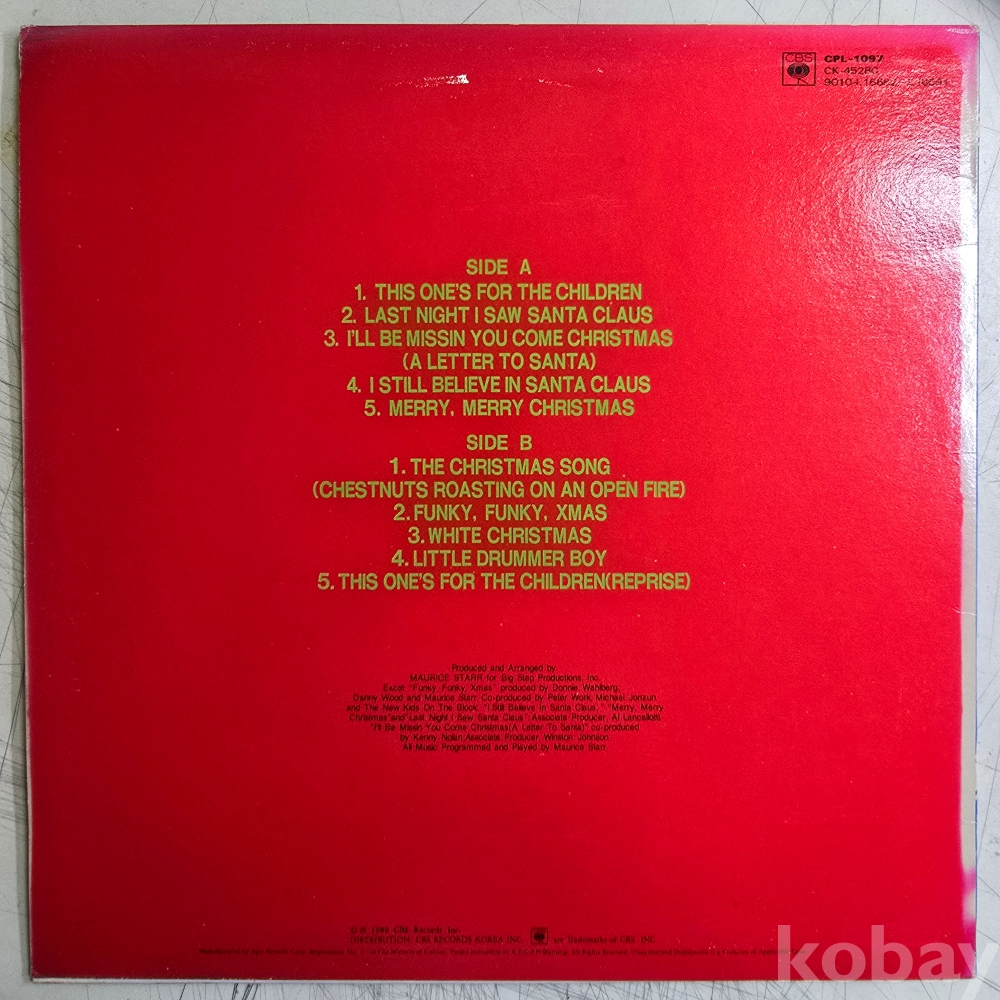 CBS
CPL-1097
SIDE A
1. THIS ONE'S FOR THE CHILDREN
2. LAST NIGHT I SAW SANTA CLAUS
3. I'LL BE MISSIN YOU COME CHRISTMAS
(A LETTER TO SANTA)
4. I STILL BELIEVE IN SANTA CLAUS
5. MERRY, MERRY CHRISTMAS
SIDE B
1. THE CHRISTMAS SONG
(CHESTNUTS ROASTING ON AN OPEN FIRE)
2. FUNKY, FUNKY, XMAS
3. WHITE CHRISTMAS
4. LITTLE DRUMMER BOY
5. THIS ONE'S FOR THE CHILDREN(REPRISE)
Produced and Arranged by
MAURICE STARR for Big Step Productions, Inc.
Excet "Funky, Funky, Xmas" produced by Donnie Wahlberg,
Danny Wood and Maurice Starr, Co-produced by Peter Work, Michael Jonzun,
and The New Kids On The Block. "I Still Believe In Santa Claus," "Merry, Merry
Christmas" and "Last Night I Saw Santa Claus": Associate Producer, Al Lancellotti.
"I'll Be Missin You Come Christmas(A Letter To Santa)" co-produced
by Kenny Nolan: Associate Producer, Winston Johnson.
All Music Programmed and Played by Maurice Starr.
1989 CBS Records Inc.
DISTRIBUTION: CBS RECORDS KOREA INC. are Trademarks of CBS INC
kobay